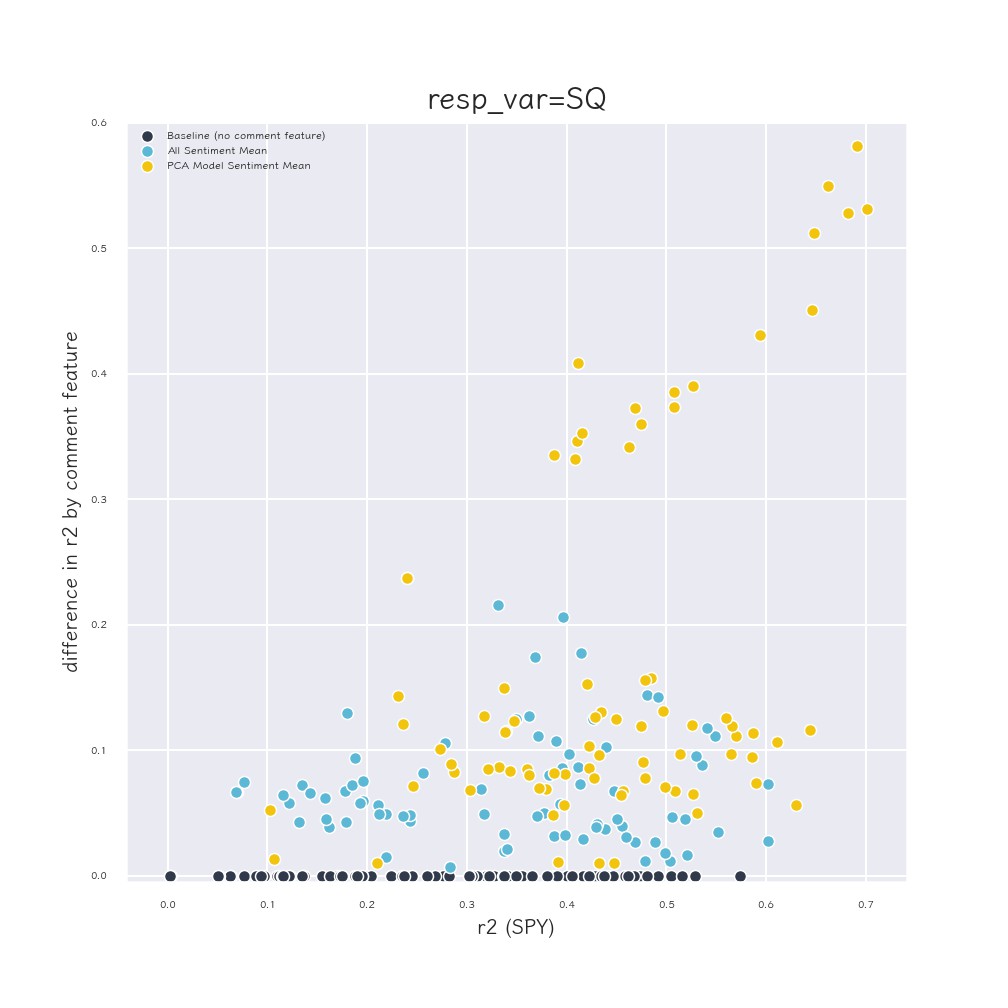 resp_var=SQ
Baseline (no comment feature)
All Sentiment Mean
PCA Model Sentiment Mean
difference in r2 by comment feature
0.6
0.5
0.4
0.3
0.2
0.1
0.0
0.0 0.1 0.2 0.3 0.4 0.5 0.6 0.7
r2 (SPY)